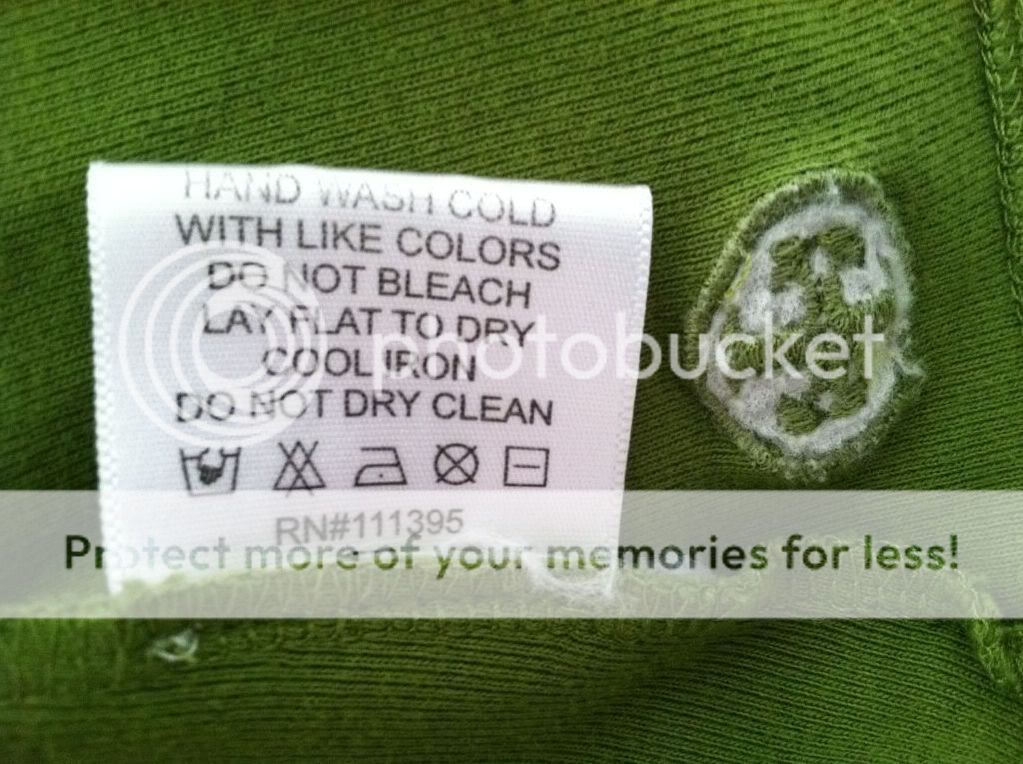 HAND WASH COLD
WITH LIKE COLORS
DO NOT BLEACH
LAY FLAT TO DRY
COOL IRON
DO NOT DRY CLEAN
RN#111395
photobucket
Protect more of your memories for less!